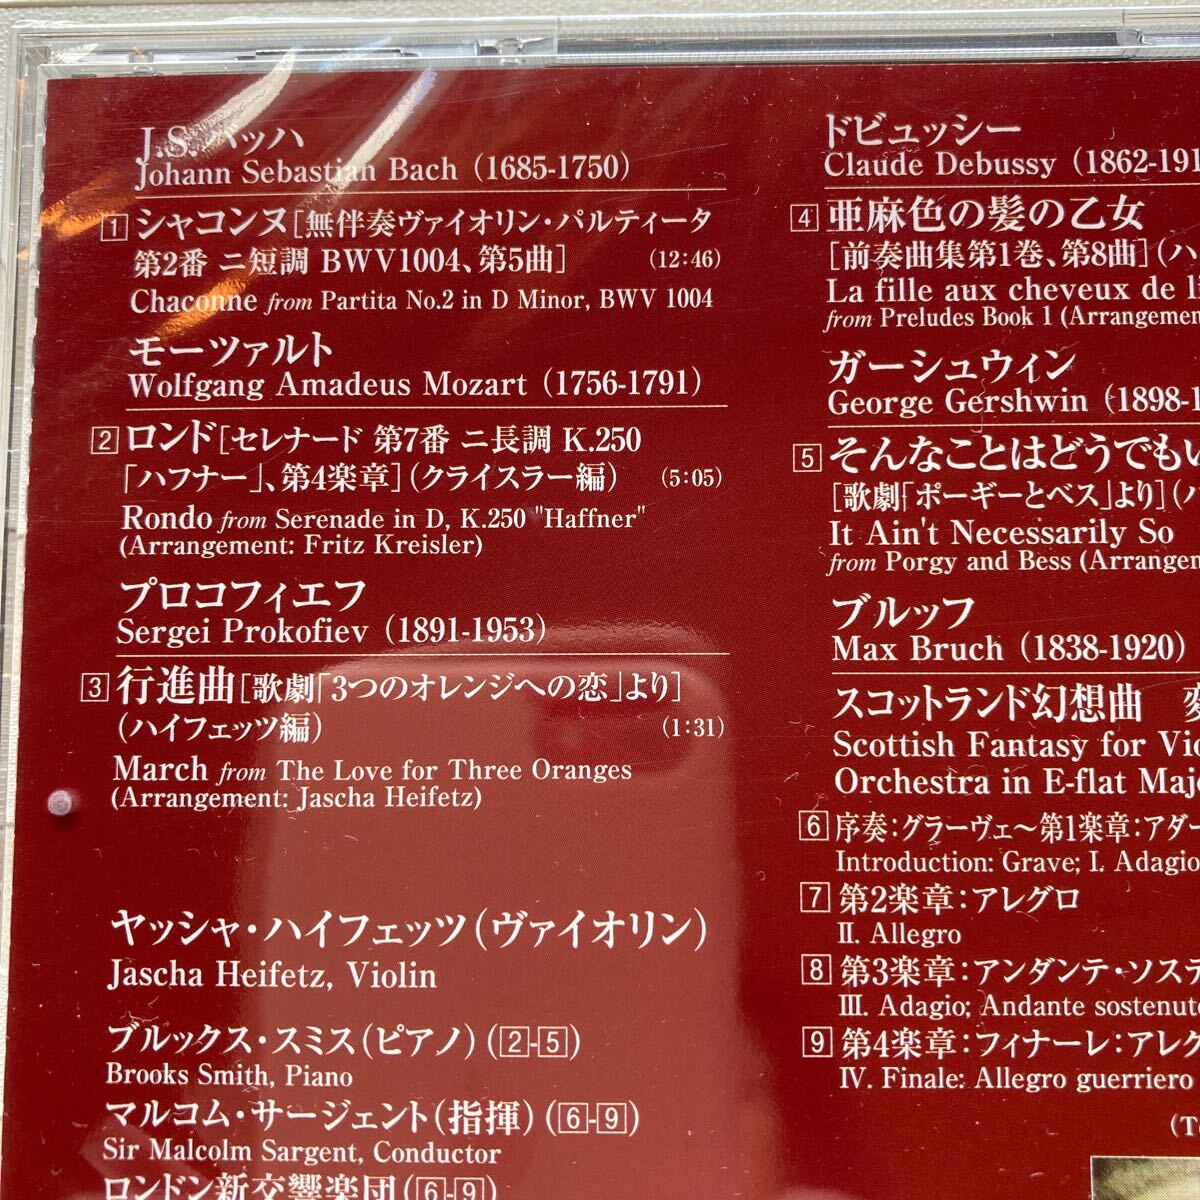 J.S.バッハ
Johann Sebastian Bach (1685-1750)
1 シャコンヌ[無伴奏ヴァイオリン・パルティータ
第2番 ニ短調 BWV1004、第5曲] (12:46)
Chaconne from Partita No.2 in D Minor, BWV 1004
モーツァルト
Wolfgang Amadeus Mozart (1756-1791)
2 ロンド[セレナード 第7番 ニ長調 K.250
「ハフナー」、第4楽章](クライスラー編) (5:05)
Rondo from Serenade in D, K.250 "Haffner"
(Arrangement: Fritz Kreisler)
プロコフィエフ
Sergei Prokofiev (1891-1953)
3 行進曲[歌劇「3つのオレンジへの恋」より]
(ハイフェッツ編) (1:31)
March from The Love for Three Oranges
(Arrangement: Jascha Heifetz)
ヤッシャ・ハイフェッツ(ヴァイオリン)
Jascha Heifetz, Violin
ブルックス・スミス(ピアノ)(2-5)
Brooks Smith, Piano
マルコム・サージェント(指揮)(6-9)
Sir Malcolm Sargent, Conductor
ロンドン新交響楽団(6-9)
ドビュッシー
Claude Debussy (1862-191
4 亜麻色の髪の乙女
[前奏曲集第1巻、第8曲](ハ
La fille aux cheveux de li
from Preludes Book 1 (Arrangemen
ガーシュウィン
George Gershwin (1898-1
5 そんなことはどうでもい
[歌劇「ポーギーとベス」より](ハ
It Ain't Necessarily So
from Porgy and Bess (Arrangem
ブルッフ
Max Bruch (1838-1920)
スコットランド幻想曲 変
Scottish Fantasy for Vio
Orchestra in E-flat Majo
6 序奏:グラーヴェ〜第1楽章:アダー
Introduction: Grave; I. Adagio
7 第2楽章:アレグロ
II. Allegro
8 第3楽章:アンダンテ・ソステ
III. Adagio; Andante sostenuto
9 第4楽章:フィナーレ:アレグ
IV. Finale: Allegro guerriero
(T